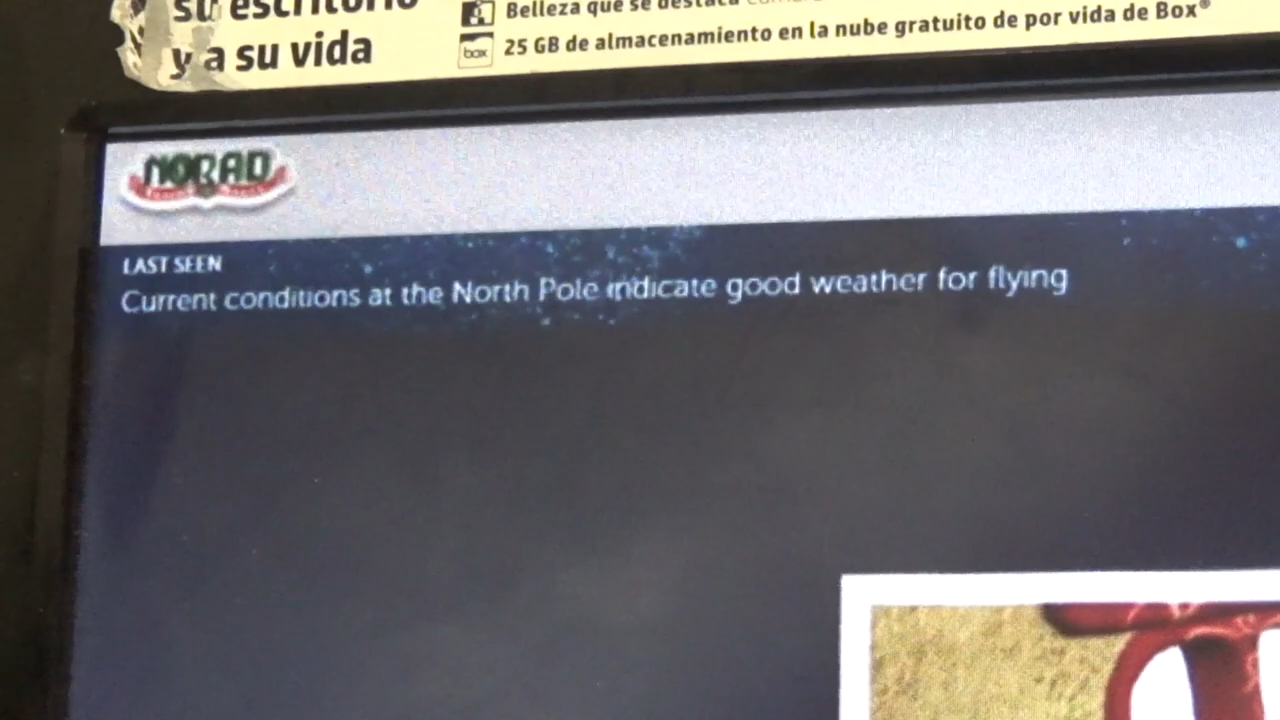 su escritorio
y a su vida
Belleza que se destaca
box
25 GB de almacenamiento en la nube gratuito de por vida de Box®
NORAD
LAST SEEN
Current conditions at the North Pole indicate good weather for flying